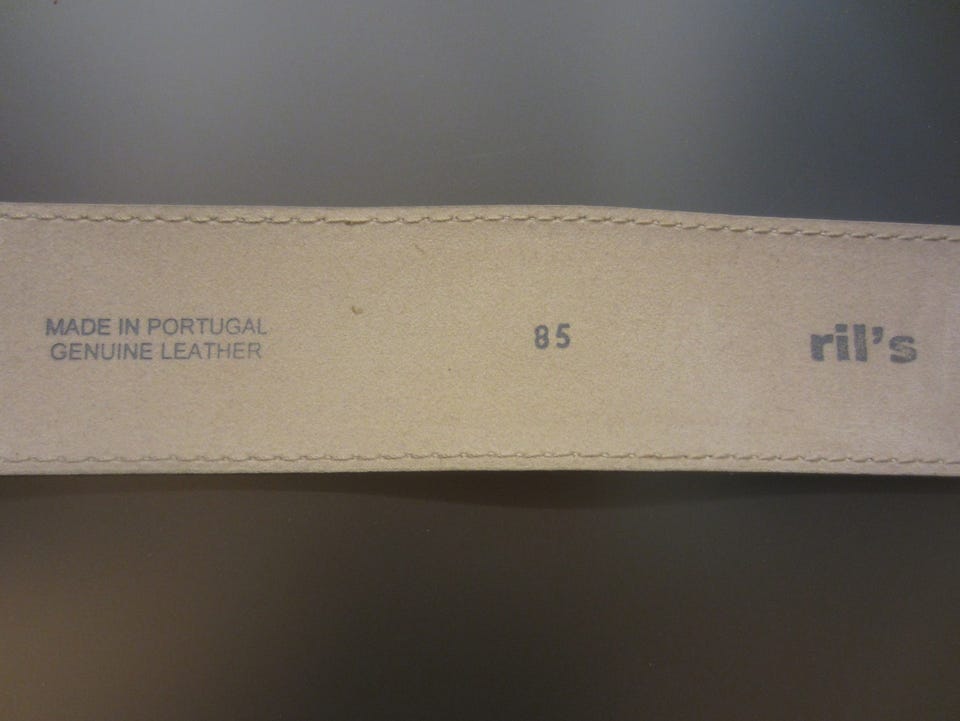 MADE IN PORTUGAL
GENUINE LEATHER
85
ril's